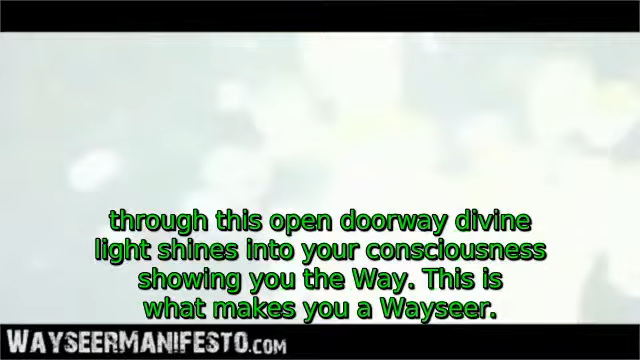 through this open doorway divine
light shines into your consciousness
showing you the Way. This is
what makes you a Wayseer.
WAYSEERMANIFESTO.COM